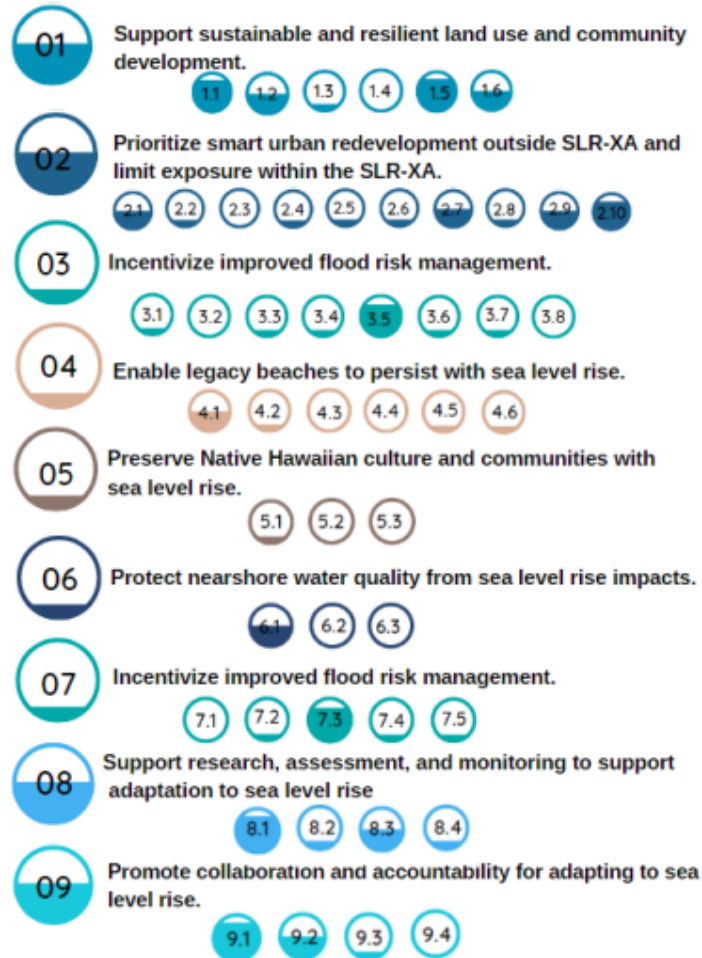 01
Support sustainable and resilient land use and community
development.
1.1 1.2 1.3 1.4 1.5 1.6
02
Prioritize smart urban redevelopment outside SLR-XA and
limit exposure within the SLR-XA.
2.1 2.2 2.3 2.4 2.5 2.6 2.7 2.8 2.9 2.10
03
Incentivize improved flood risk management.
3.1 3.2 3.3 3.4 3.5 3.6 3.7 3.8
04
Enable legacy beaches to persist with sea level rise.
4.1 4.2 4.3 4.4 4.5 4.6
05
Preserve Native Hawaiian culture and communities with
sea level rise.
5.1 5.2 5.3
06
Protect nearshore water quality from sea level rise impacts.
6.1 6.2 6.3
07
Incentivize improved flood risk management.
7.1 7.2 7.3 7.4 7.5
08
Support research, assessment, and monitoring to support
adaptation to sea level rise
8.1 8.2 8.3 8.4
09
Promote collaboration and accountability for adapting to sea
level rise.
9.1 9.2 9.3 9.4